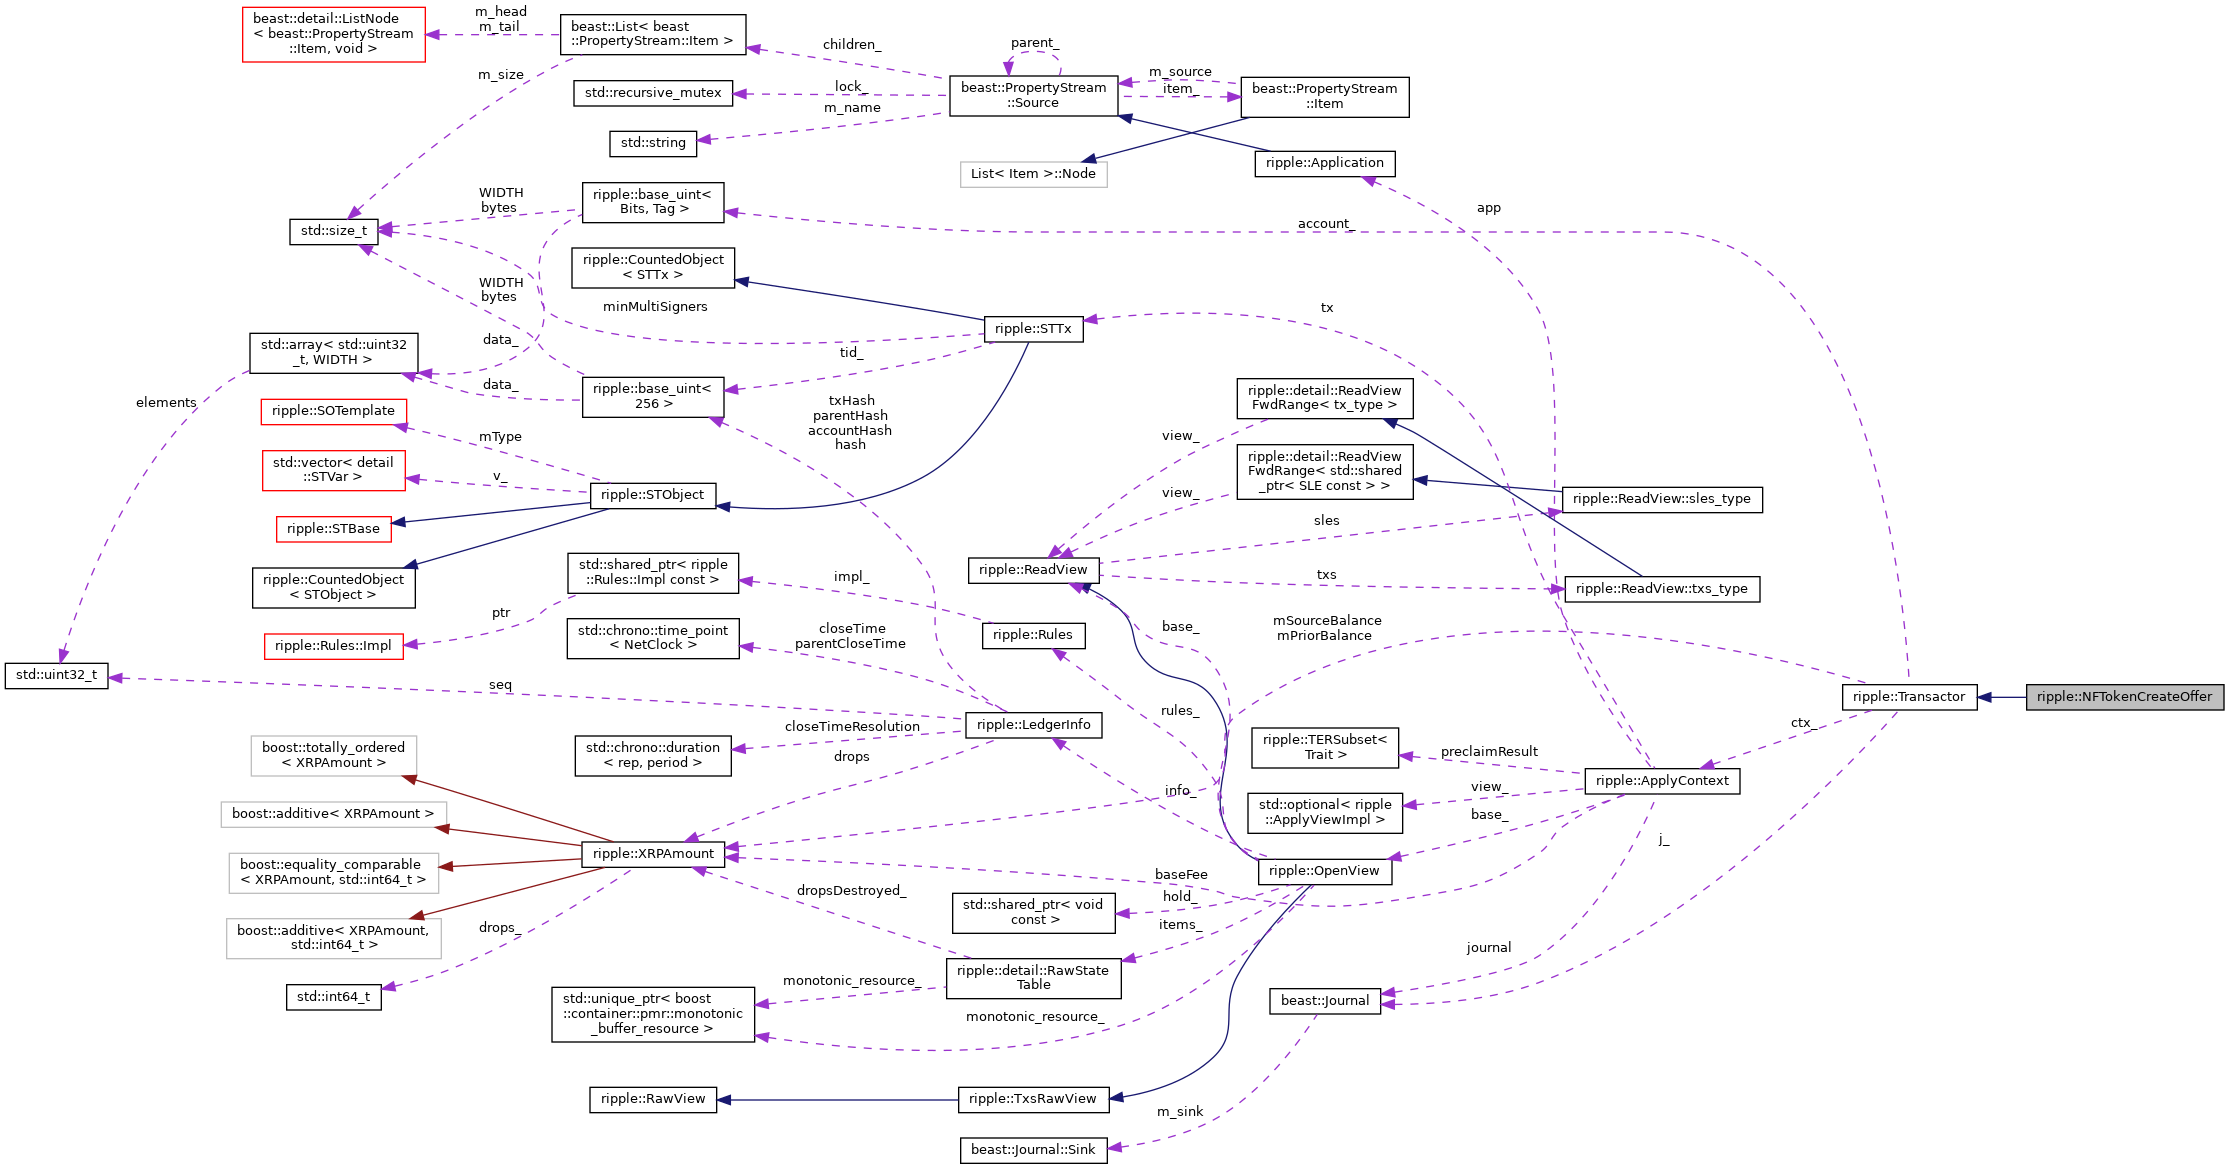 beast::detail::ListNode
< beast::PropertyStream
::Item, void >
m_head
m_tail
beast::List< beast
::PropertyStream::Item >
children_
parent_
m_size
std::recursive_mutex
lock_
beast::PropertyStream
::Source
m_source
item_
beast::PropertyStream
::Item
m_name
std::string
List< Item >::Node
ripple::Application
WIDTH
bytes
ripple::base_uint<
Bits, Tag >
app
account_
std::size_t
ripple::CountedObject
< STTx >
WIDTH
bytes
minMultiSigners
tx
ripple::STTx
std::array< std::uint32
_t, WIDTH >
data_
tid_
data_
ripple::base_uint<
256 >
ripple::detail::ReadView
FwdRange< tx_type >
elements
ripple::SOTemplate
txHash
parentHash
accountHash
hash
mType
view_
std::vector< detail
::STVar >
v_
ripple::detail::ReadView
FwdRange< std::shared
_ptr< SLE const > >
view_
ripple::STObject
ripple::ReadView::sles_type
ripple::STBase
sles
ripple::CountedObject
< STObject >
std::shared_ptr< ripple
::Rules::Impl const >
impl_
ripple::ReadView
txs
ripple::ReadView::txs_type
ptr
ripple::Rules::Impl
std::chrono::time_point
< NetClock >
closeTime
parentCloseTime
ripple::Rules
base_
mSourceBalance
mPriorBalance
std::uint32_t
seq
ripple::Transactor
ripple::NFTokenCreateOffer
rules_
ripple::LedgerInfo
closeTimeResolution
ctx_
boost::totally_ordered
< XRPAmount >
std::chrono::duration
< rep, period >
drops
ripple::TERSubset<
Trait >
preclaimResult
ripple::ApplyContext
info_
std::optional< ripple
::ApplyViewImpl >
view_
base_
boost::additive< XRPAmount >
j_
ripple::XRPAmount
boost::equality_comparable
< XRPAmount, std::int64_t >
baseFee
ripple::OpenView
dropsDestroyed_
hold_
std::shared_ptr< void
const >
boost::additive< XRPAmount,
std::int64_t >
drops_
items_
journal
ripple::detail::RawState
Table
monotonic_resource_
std::int64_t
std::unique_ptr< boost
::container::pmr::monotonic
_buffer_resource >
monotonic_resource_
beast::Journal
ripple::RawView
ripple::TxsRawView
m_sink
beast::Journal::Sink